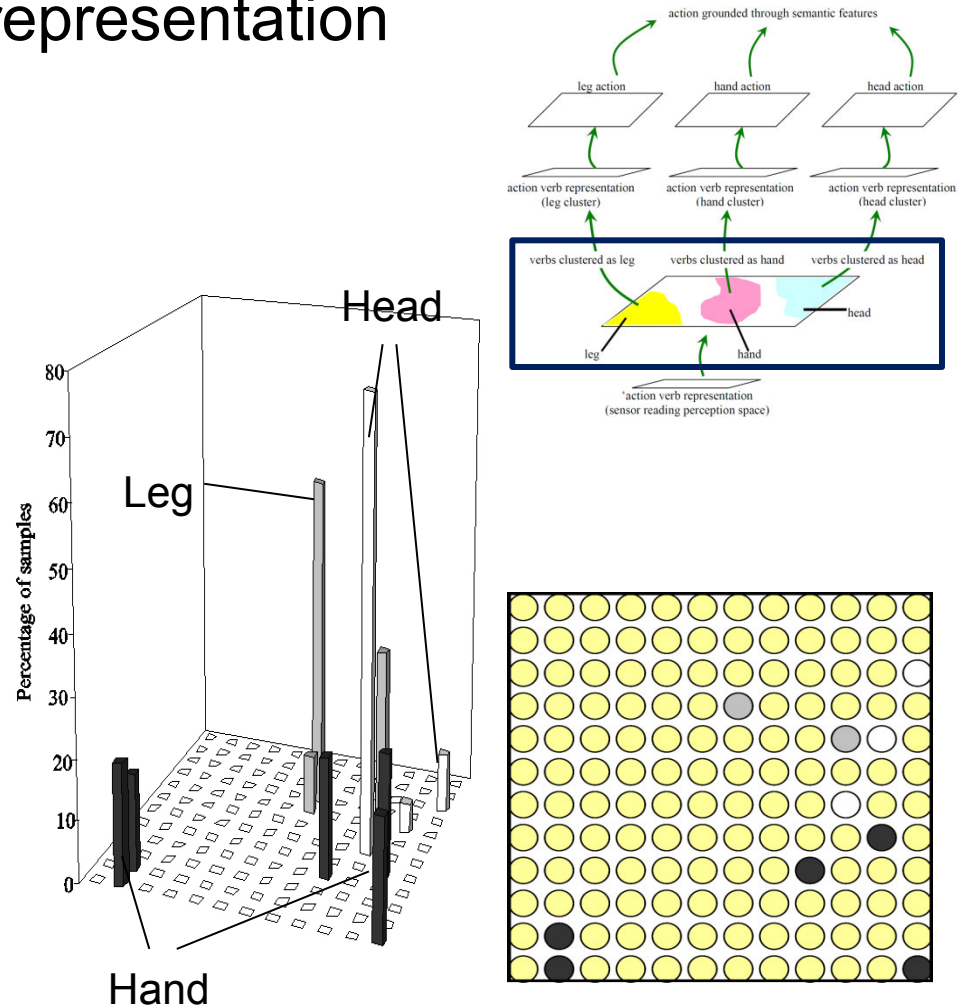 representation
action grounded through semantic features
leg action
hand action
head action
action verb representation
(leg cluster)
action verb representation
(hand cluster)
action verb representation
(head cluster)
verbs clustered as leg
verbs clustered as hand
verbs clustered as head
head
leg
hand
'action verb representation
(sensor reading perception space)
Head
Leg
Percentage of samples
80
70
60
50
40
30
20
10
0
Hand